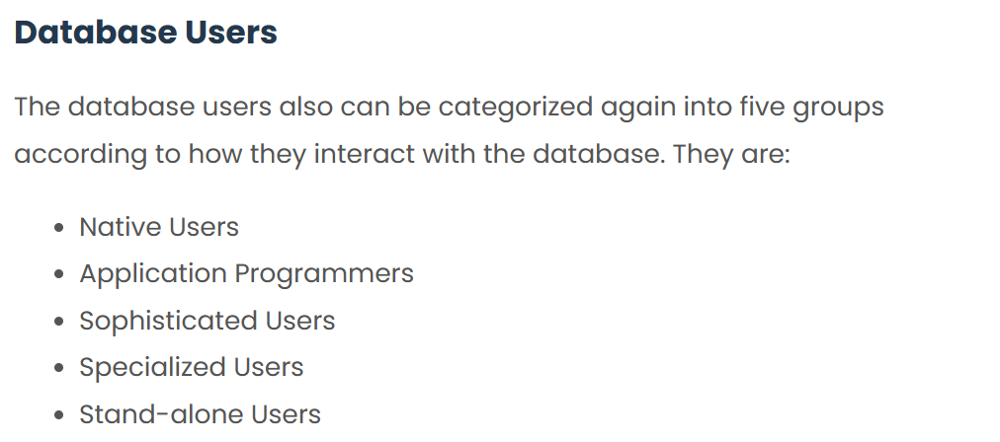 Database Users
The database users also can be categorized again into five groups
according to how they interact with the database. They are:
• Native Users
• Application Programmers
• Sophisticated Users
• Specialized Users
• Stand-alone Users